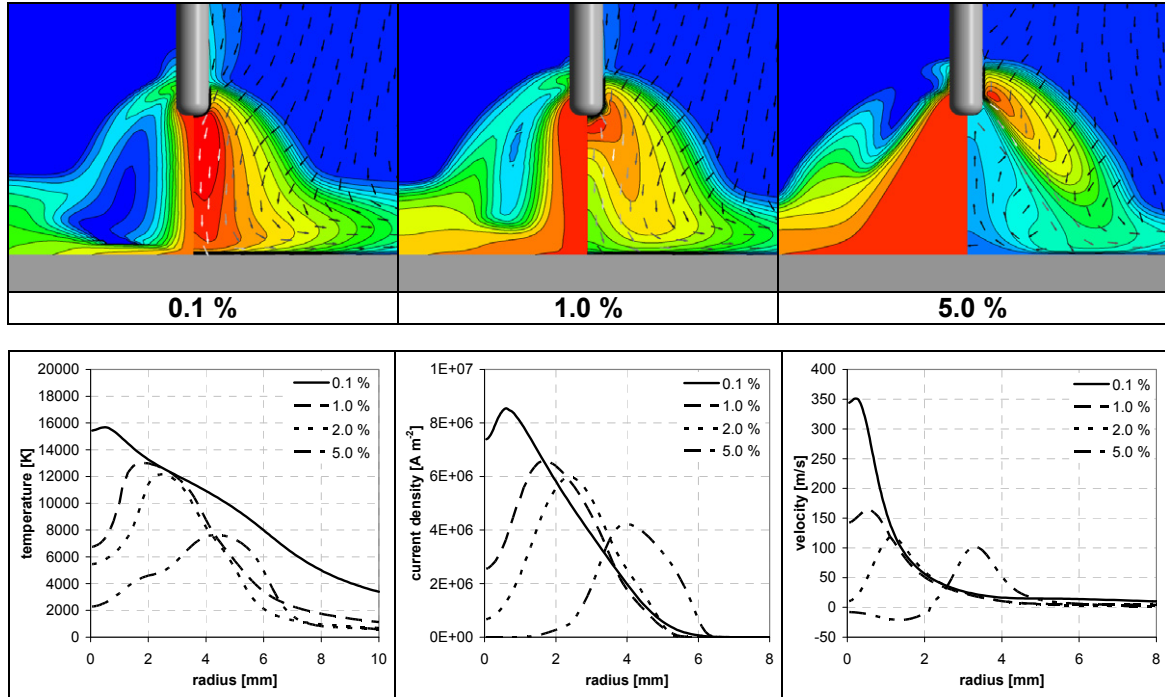 0.1 %
1.0 %
5.0 %
20000
18000
16000
14000
12000
10000
8000
6000
4000
2000
0
temperature [K]
0 2 4 6 8 10
radius [mm]
0.1 %
1.0 %
2.0 %
5.0 %
1E+07
8E+06
6E+06
4E+06
2E+06
0E+00
current density [A m-2]
0 2 4 6 8
radius [mm]
0.1 %
1.0 %
2.0 %
5.0 %
400
350
300
250
200
150
100
50
0
-50
velocity [m/s]
0 2 4 6 8
radius [mm]
0.1 %
1.0 %
2.0 %
5.0 %